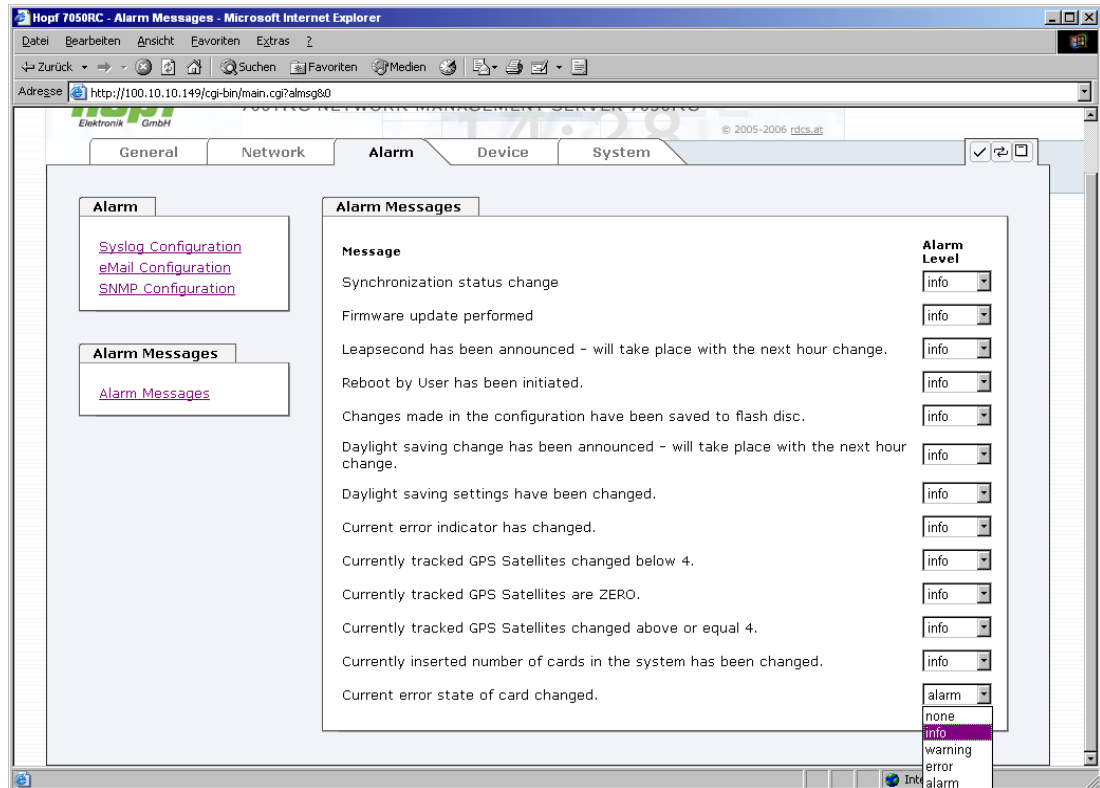 Hopf 7050RC - Alarm Messages - Microsoft Internet Explorer
Datei Bearbeiten Ansicht Favoriten Extras ?
Zurück Suchen Favoriten Medien
Adresse http://100.10.10.149/cgi-bin/main.cgi?almsg&0
hopf
Elektronik GmbH
7001RG NETWORK MANAGEMENT SERVER 7050RG
14:28
© 2005-2006 rdcs.at
General Network Alarm Device System
Alarm
Syslog Configuration
eMail Configuration
SNMP Configuration
Alarm Messages
Alarm Messages
Alarm Messages
Message Alarm Level
Synchronization status change info
Firmware update performed info
Leapsecond has been announced - will take place with the next hour change. info
Reboot by User has been initiated. info
Changes made in the configuration have been saved to flash disc. info
Daylight saving change has been announced - will take place with the next hour
change. info
Daylight saving settings have been changed. info
Current error indicator has changed. info
Currently tracked GPS Satellites changed below 4. info
Currently tracked GPS Satellites are ZERO. info
Currently tracked GPS Satellites changed above or equal 4. info
Currently inserted number of cards in the system has been changed. info
Current error state of card changed. alarm
none
info
warning
error
alarm